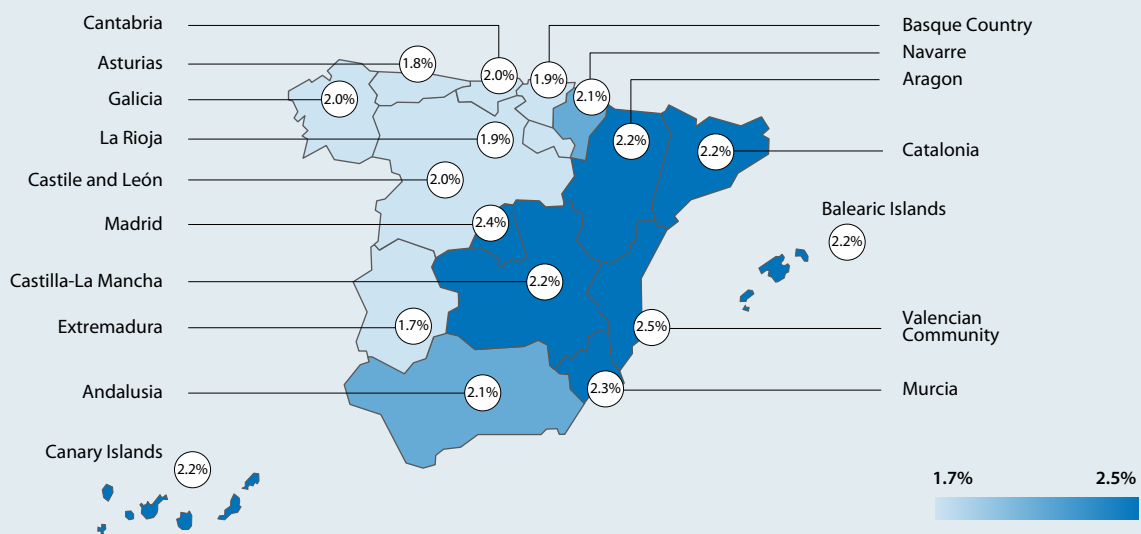 Cantabria
Asturias
Galicia
La Rioja
Castile and León
Madrid
Castilla-La Mancha
Extremadura
Andalusia
Canary Islands
2.2%
1.8%
2.0%
1.9%
2.1%
2.0%
2.2%
2.2%
1.9%
2.0%
2.4%
2.2%
1.7%
2.5%
2.1%
2.3%
Basque Country
Navarre
Aragon
Catalonia
Balearic Islands
2.2%
Valencian
Community
Murcia
1.7% 2.5%